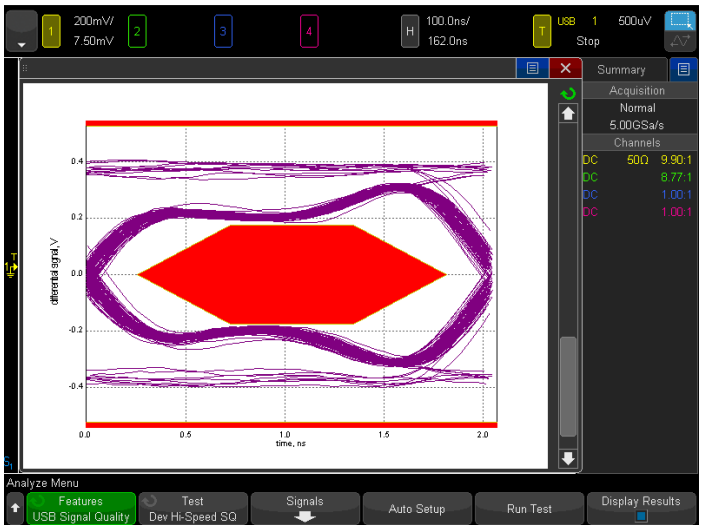 1 200mV/ 2 3 4 H 100.0ns/ T USB 1 500uV
7.50mV 162.0ns Stop
Summary
Acquisition
Normal
5.00GSa/s
Channels
DC 50Ω 9.90:1
DC 8.77:1
DC 1.00:1
DC 1.00:1
0.4
0.2
0.0
-0.2
-0.4
differential signal, V
0.0 0.5 1.0 1.5 2.0
time, ns
T
1
S1
Analyze Menu
Features Test Signals Auto Setup Run Test Display Results
USB Signal Quality Dev Hi-Speed SQ